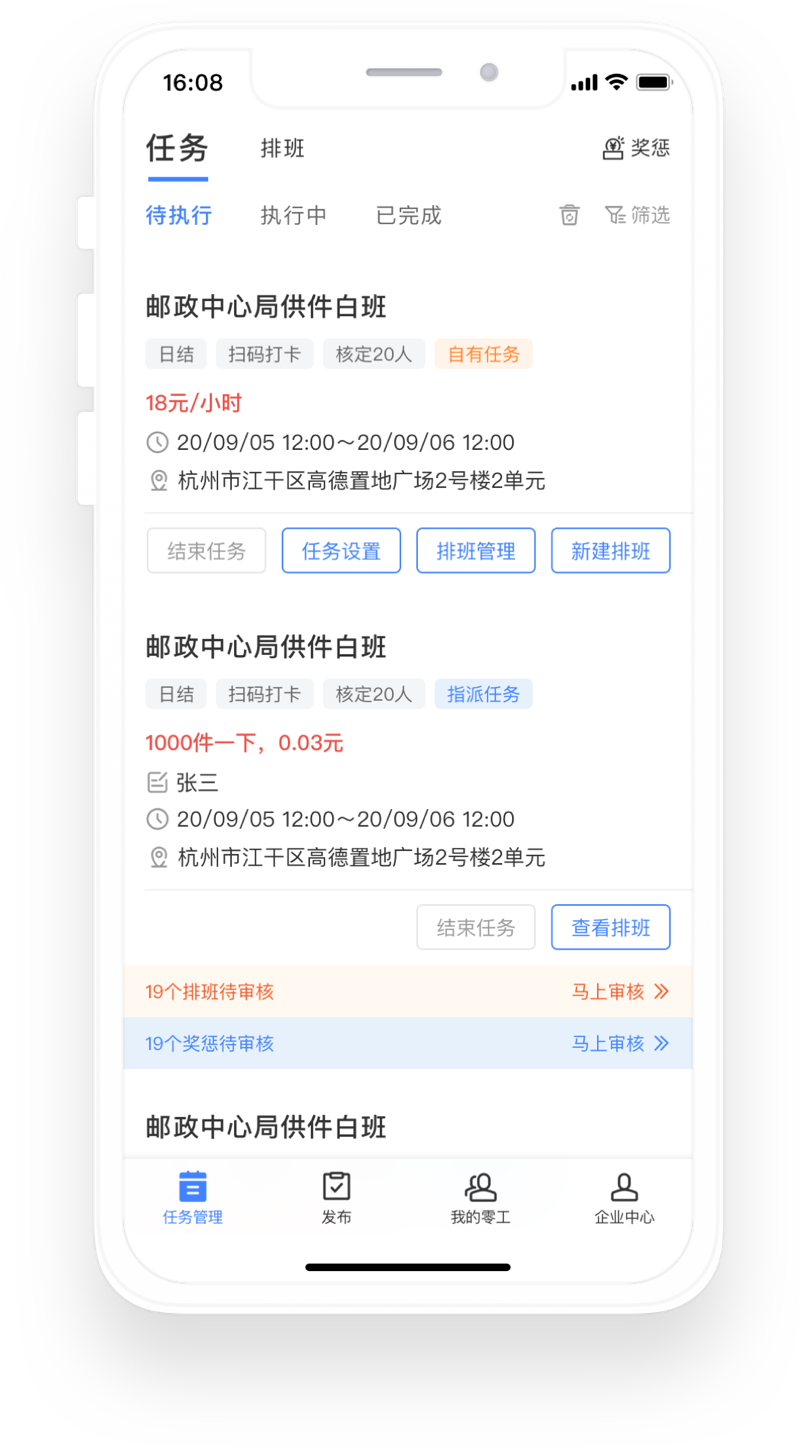 16:08
任务 排班 奖惩
待执行 执行中 已完成 筛选
邮政中心局供件白班
日结 扫码打卡 核定20人 自有任务
18元/小时
20/09/05 12:00～20/09/06 12:00
杭州市江干区高德置地广场2号楼2单元
结束任务 任务设置 排班管理 新建排班
邮政中心局供件白班
日结 扫码打卡 核定20人 指派任务
1000件一下，0.03元
张三
20/09/05 12:00～20/09/06 12:00
杭州市江干区高德置地广场2号楼2单元
结束任务 查看排班
19个排班待审核 马上审核
19个奖惩待审核 马上审核
邮政中心局供件白班
任务管理 发布 我的零工 企业中心